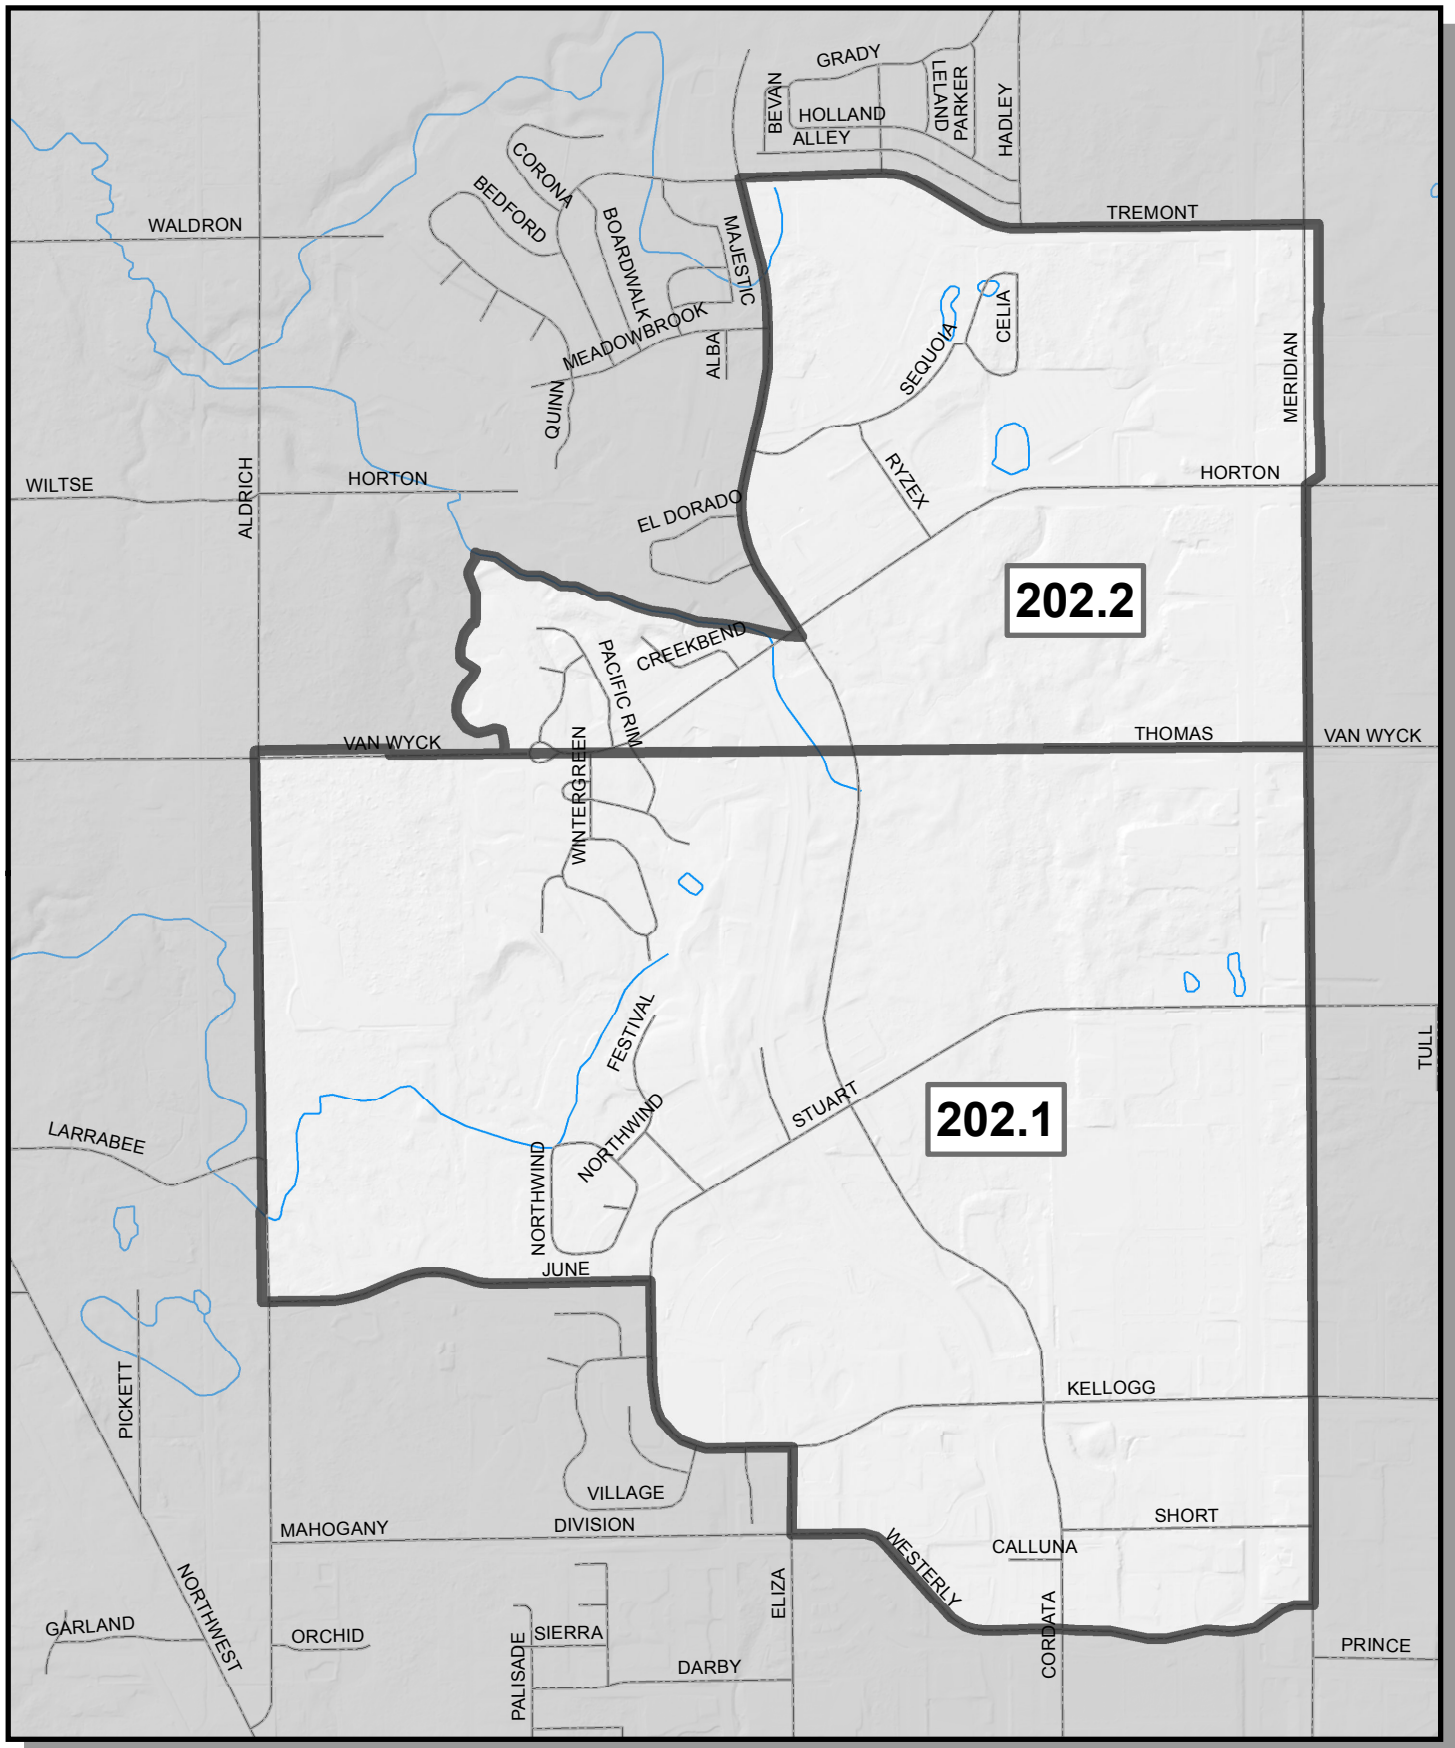 GRADY
BEVAN
LELAND
PARKER
HADLEY
HOLLAND
ALLEY
CORONA
BEDFORD
BOARDWALK
MAJESTIC
WALDRON
TREMONT
CELIA
SEQUOIA
MEADOWBROOK
ALBA
MERIDIAN
QUINN
RYZEX
HORTON
HORTON
WILTSE
ALDRICH
EL DORADO
202.2
CREEKBEND
PACIFIC RIM
VAN WYCK
THOMAS
VAN WYCK
WINTERGREEN
FESTIVAL
TULL
STUART
202.1
NORTHWIND
NORTHWIND
LARRABEE
JUNE
PICKETT
KELLOGG
VILLAGE
SHORT
MAHOGANY
DIVISION
CALLUNA
WESTERLY
ELIZA
NORTHWEST
GARLAND
ORCHID
SIERRA
PALISADE
DARBY
CORDATA
PRINCE